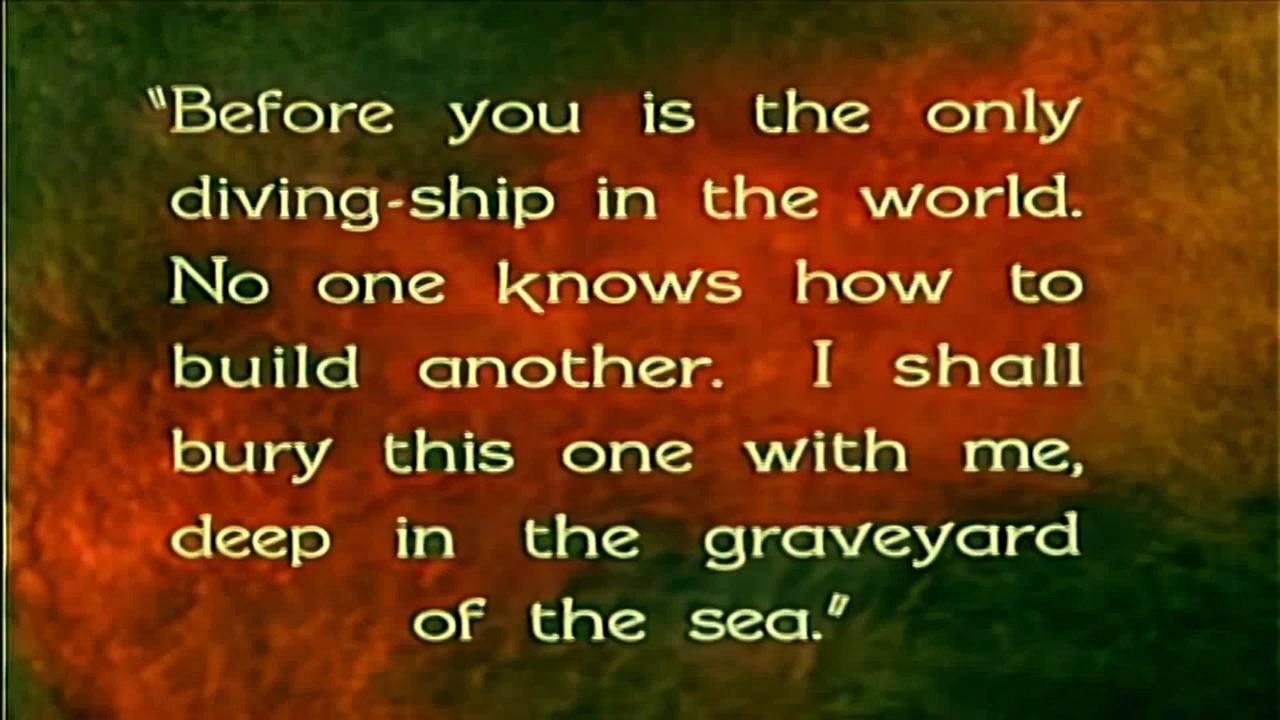 "Before you is the only
diving-ship in the world.
No one knows how to
build another. I shall
bury this one with me,
deep in the graveyard
of the sea."